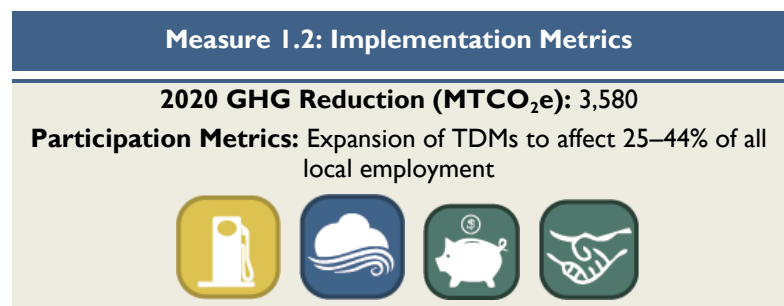 Measure 1.2: Implementation Metrics
2020 GHG Reduction (MTCO₂e): 3,580
Participation Metrics: Expansion of TDMs to affect 25–44% of all
local employment
$